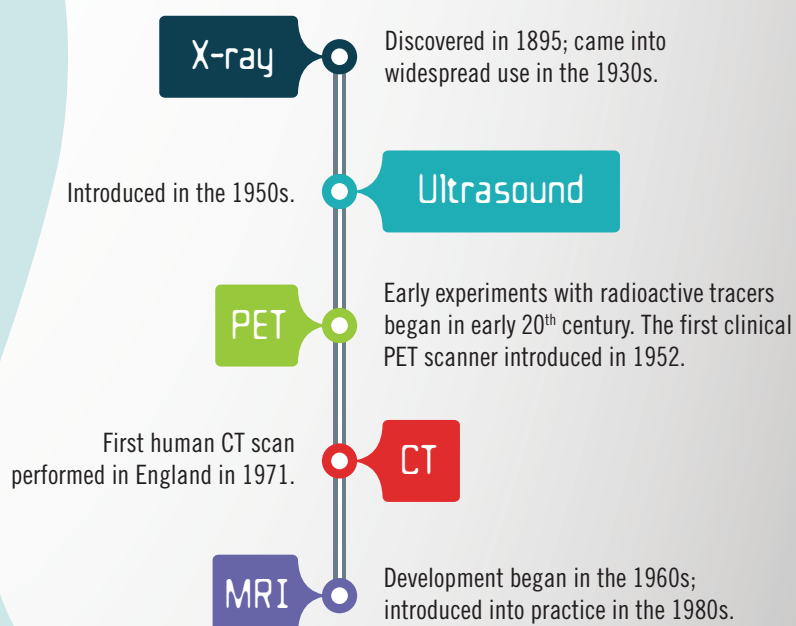 X-ray
Discovered in 1895; came into
widespread use in the 1930s.
Introduced in the 1950s.
Ultrasound
PET
Early experiments with radioactive tracers
began in early 20th century. The first clinical
PET scanner introduced in 1952.
First human CT scan
performed in England in 1971.
CT
MRI
Development began in the 1960s;
introduced into practice in the 1980s.